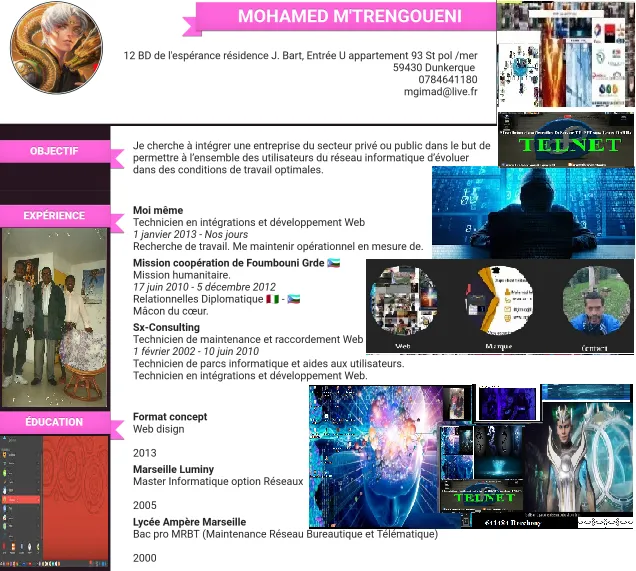 MOHAMED M'TRENGOUENI
12 BD de l'espérance résidence J. Bart, Entrée U appartement 93 St pol /mer
59430 Dunkerque
0784641180
mgimad@live.fr
OBJECTIF
Je cherche à intégrer une entreprise du secteur privé ou public dans le but de
permettre à l'ensemble des utilisateurs du réseau informatique d'évoluer
dans des conditions de travail optimales.
TELNET
EXPÉRIENCE
Moi même
Technicien en intégrations et développement Web
1 janvier 2013 - Nos jours
Recherche de travail. Me maintenir opérationnel en mesure de.
Mission coopération de Foumbouni Grde
Mission humanitaire.
17 juin 2010 - 5 décembre 2012
Relationnelles Diplomatique - 
Mâcon du cœur.
Sx-Consulting
Technicien de maintenance et raccordement Web
1 février 2002 - 10 juin 2010
Technicien de parcs informatique et aides aux utilisateurs.
Technicien en intégrations et développement Web.
Web
Marque
Contact
ÉDUCATION
Format concept
Web disign
2013
Marseille Luminy
Master Informatique option Réseaux
2005
Lycée Ampère Marseille
Bac pro MRBT (Maintenance Réseau Bureautique et Télématique)
2000
TELNET